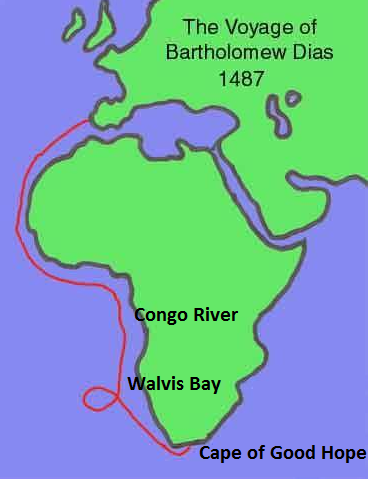 The Voyage of
Bartholomew Dias
1487
Congo River
Walvis Bay
Cape of Good Hope